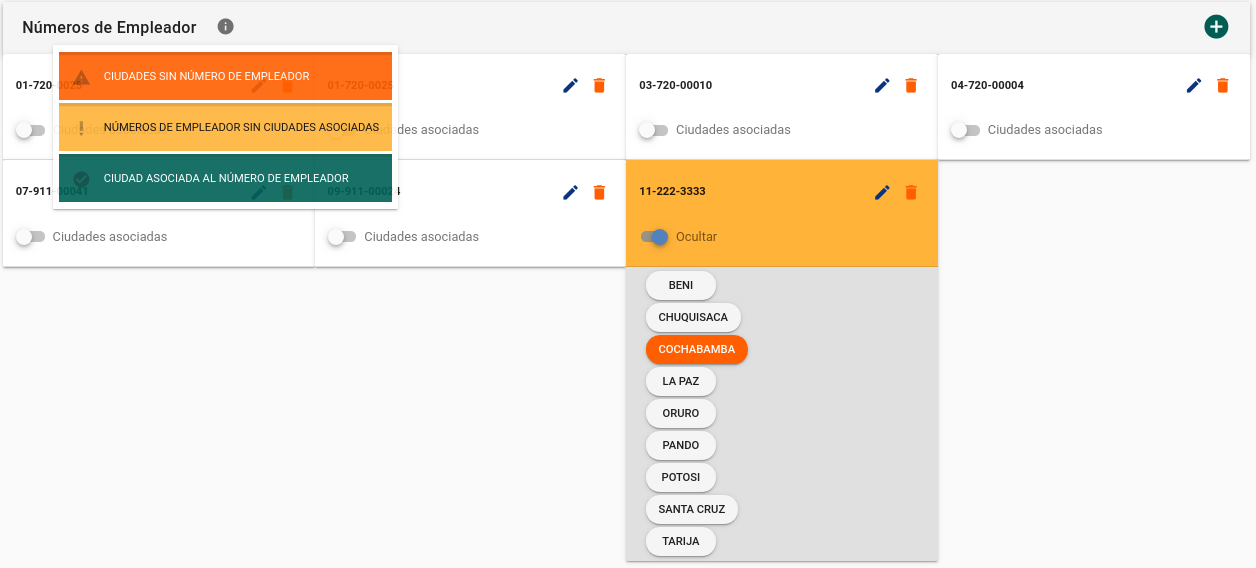 Números de Empleador
CIUDADES SIN NÚMERO DE EMPLEADOR
NÚMEROS DE EMPLEADOR SIN CIUDADES ASOCIADAS
CIUDAD ASOCIADA AL NÚMERO DE EMPLEADOR
01-720-0025
01-720-0025
03-720-00010
04-720-00004
Ciudades asociadas
Ciudades asociadas
Ciudades asociadas
Ciudades asociadas
07-911-00041
09-911-00024
11-222-3333
Ciudades asociadas
Ciudades asociadas
Ocultar
BENI
CHUQUISACA
COCHABAMBA
LA PAZ
ORURO
PANDO
POTOSI
SANTA CRUZ
TARIJA